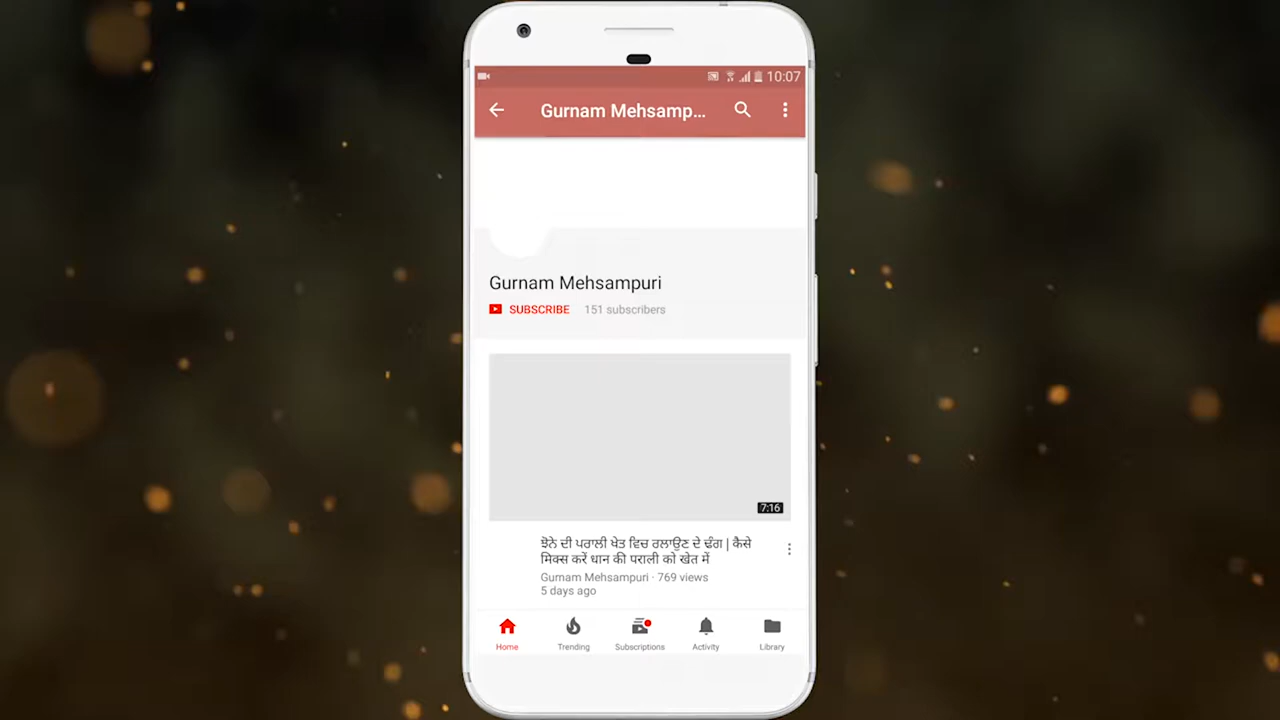 10:07
Gurnam Mehsamp...
Gurnam Mehsampuri
SUBSCRIBE 151 subscribers
7:16
ਝੋਨੇ ਦੀ ਪਰਾਲੀ ਖੇਤ ਵਿਚ ਰਲਾਉਣ ਦੇ ਢੰਗ | कैसे
मिक्स करें धान की पराली को खेत में
Gurnam Mehsampuri · 769 views
5 days ago
Home Trending Subscriptions Activity Library